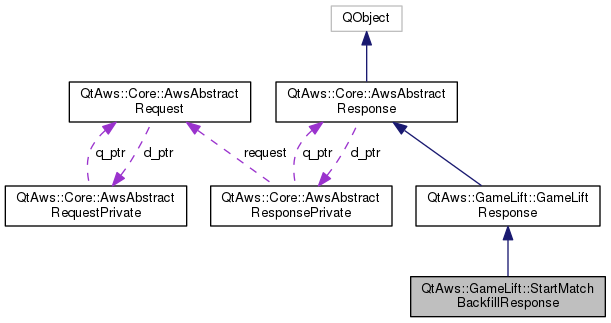 QObject
QtAws::Core::AwsAbstract
Request
QtAws::Core::AwsAbstract
Response
q_ptr
d_ptr
request
q_ptr
d_ptr
QtAws::Core::AwsAbstract
RequestPrivate
QtAws::Core::AwsAbstract
ResponsePrivate
QtAws::GameLift::GameLift
Response
QtAws::GameLift::StartMatch
BackfillResponse